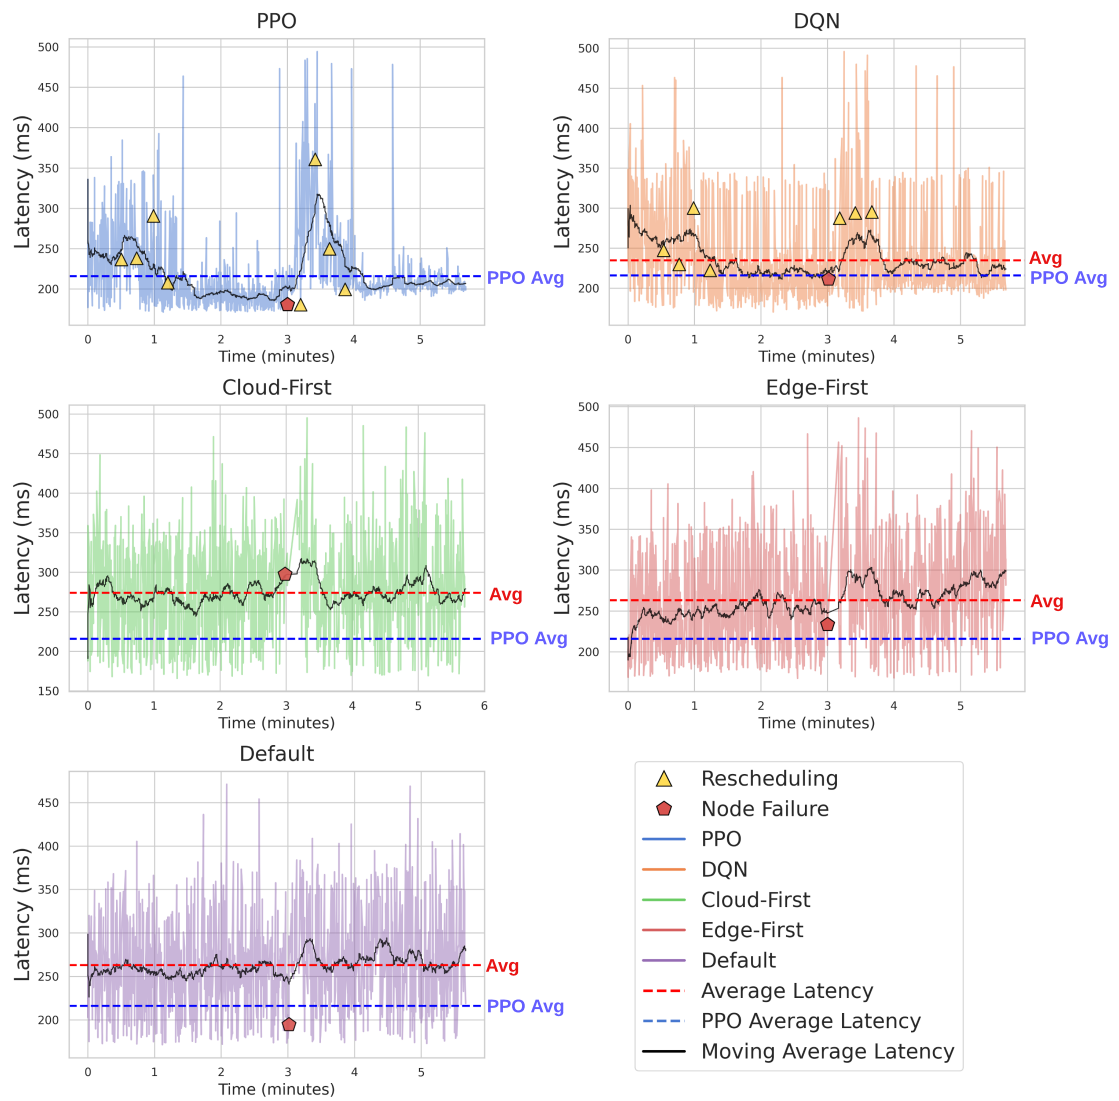 PPO
Latency (ms)
500
450
400
350
300
250
200
PPO Avg
0 1 2 3 4 5
Time (minutes)
DQN
Latency (ms)
500
450
400
350
300
250
200
Avg
PPO Avg
0 1 2 3 4 5
Time (minutes)
Cloud-First
Latency (ms)
500
450
400
350
300
250
200
150
Avg
PPO Avg
0 1 2 3 4 5 6
Time (minutes)
Edge-First
Latency (ms)
500
450
400
350
300
250
200
Avg
PPO Avg
0 1 2 3 4 5
Time (minutes)
Default
Latency (ms)
450
400
350
300
250
200
Avg
PPO Avg
0 1 2 3 4 5
Time (minutes)
Rescheduling
Node Failure
PPO
DQN
Cloud-First
Edge-First
Default
Average Latency
PPO Average Latency
Moving Average Latency